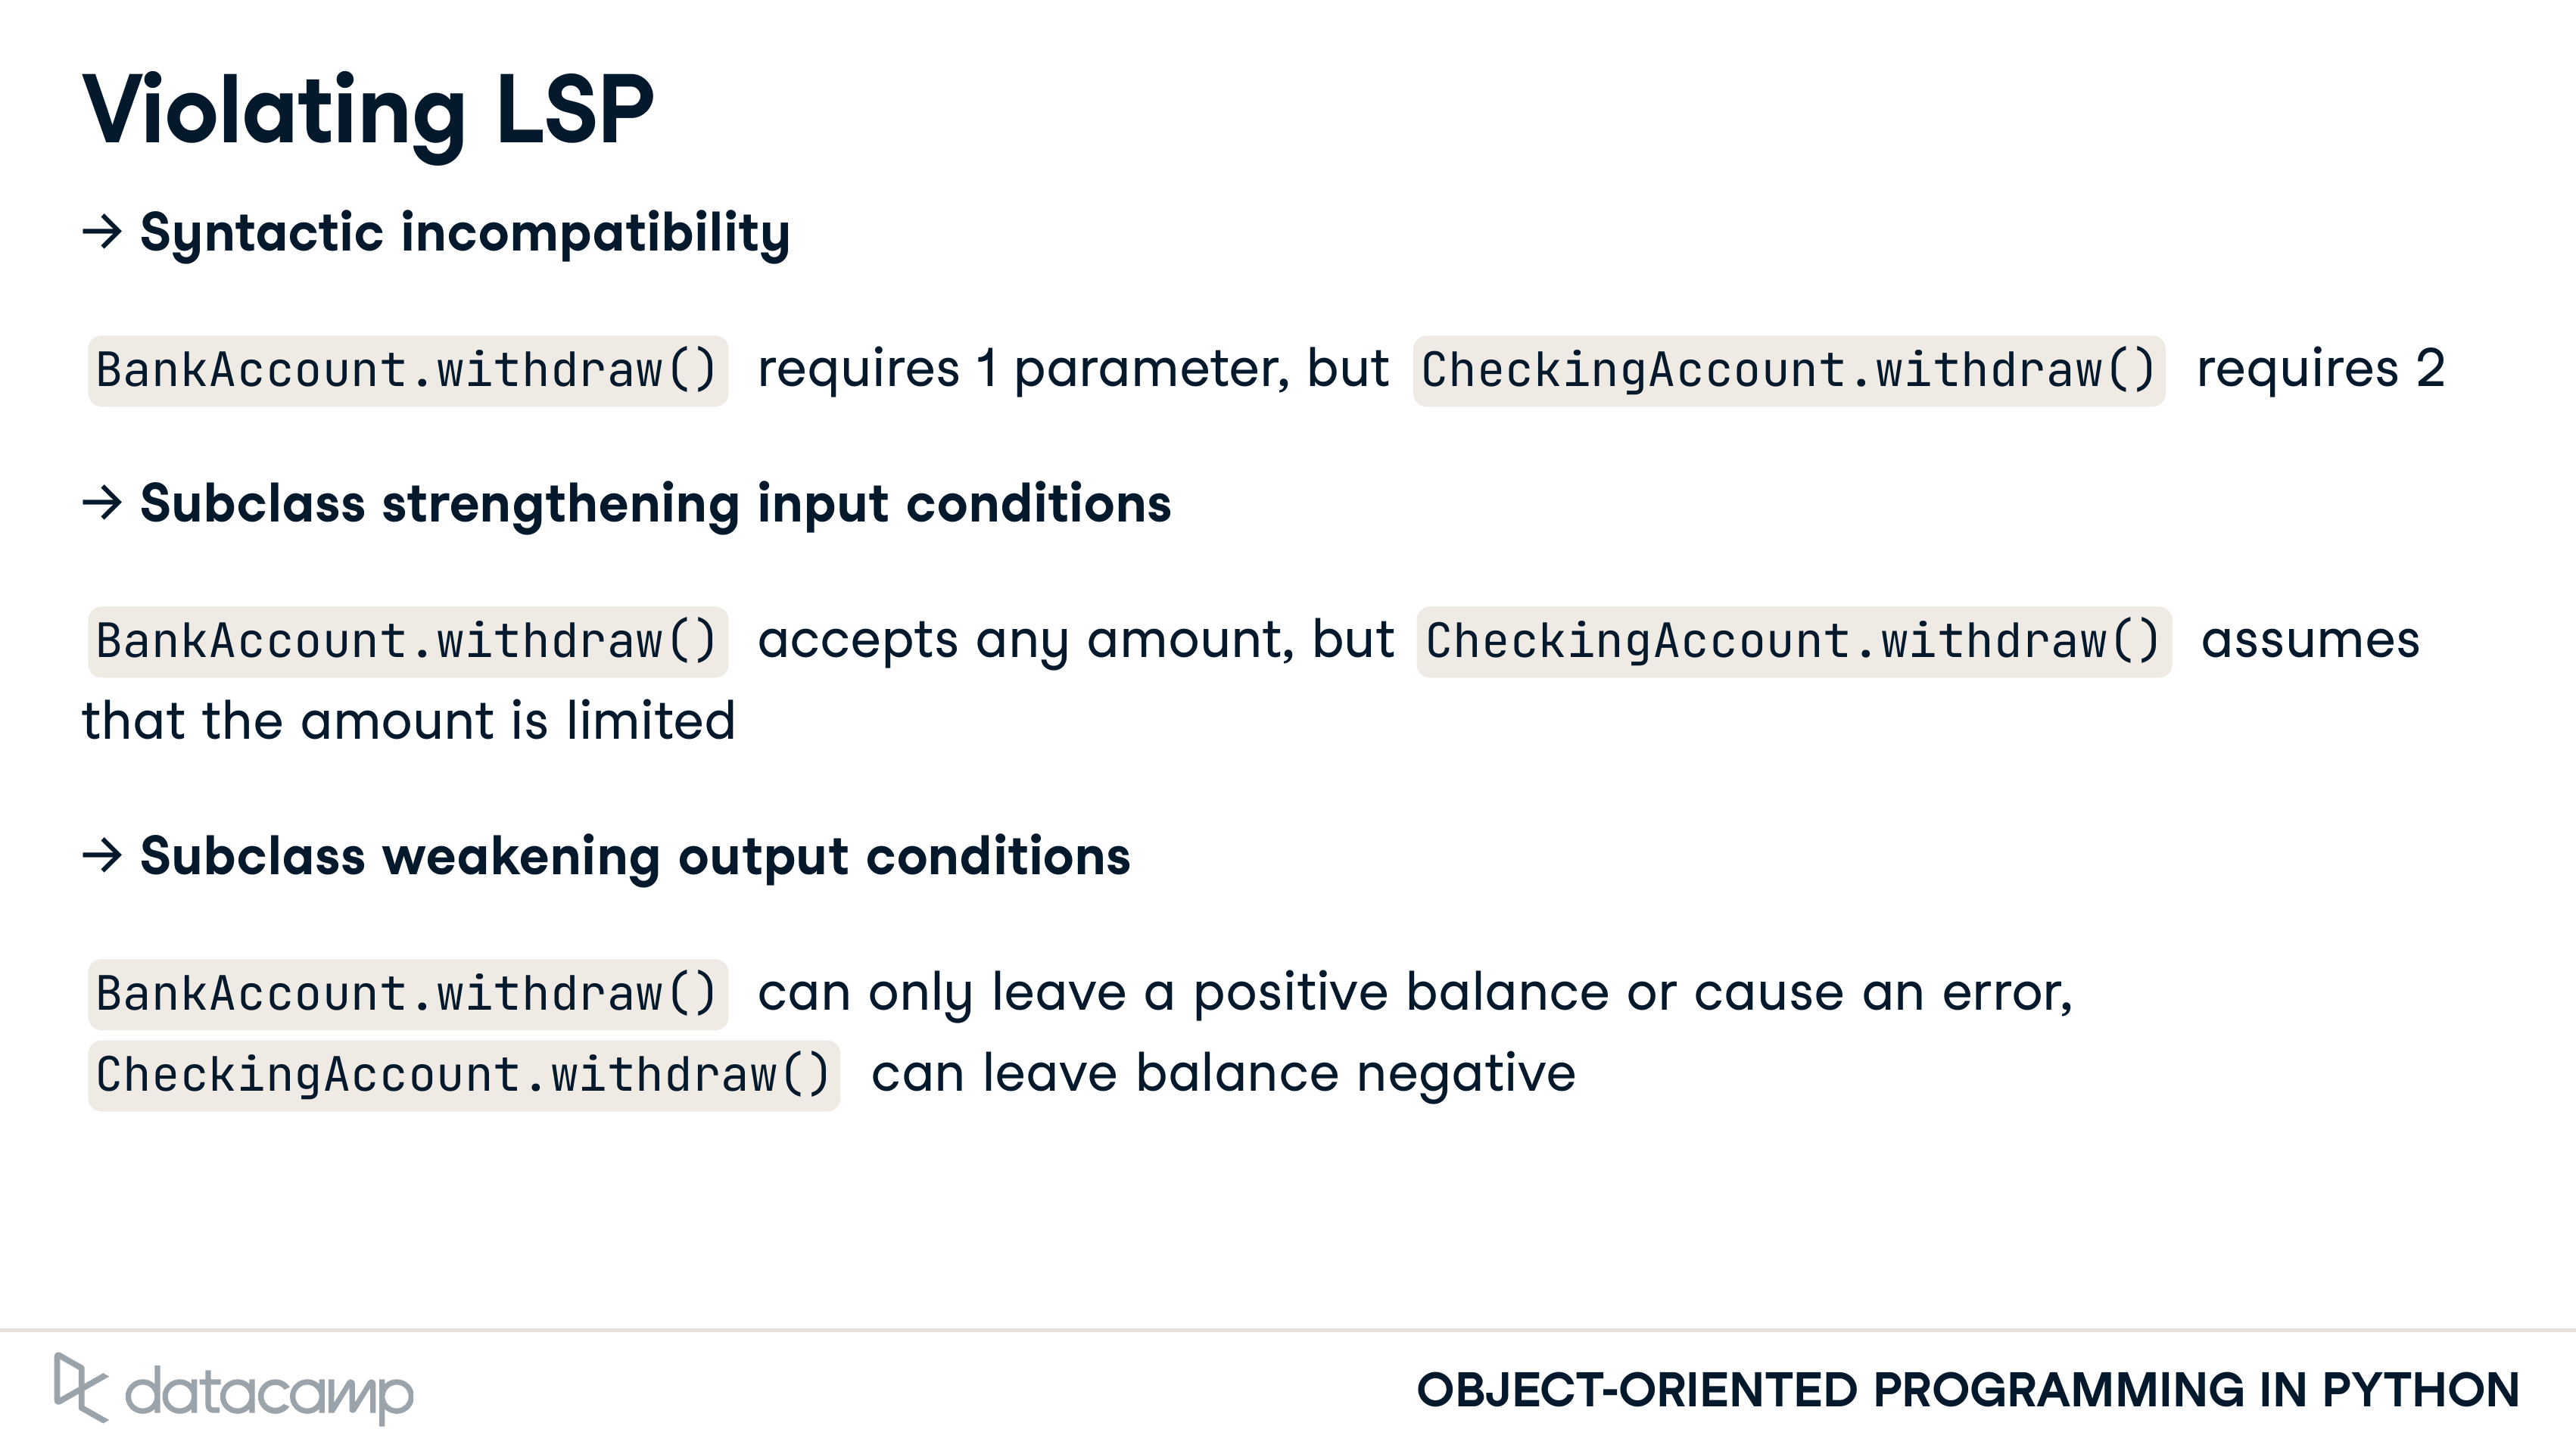 Violating LSP
→ Syntactic incompatibility
BankAccount.withdraw() requires 1 parameter, but CheckingAccount.withdraw() requires 2
→ Subclass strengthening input conditions
BankAccount.withdraw() accepts any amount, but CheckingAccount.withdraw() assumes
that the amount is limited
→ Subclass weakening output conditions
BankAccount.withdraw() can only leave a positive balance or cause an error,
CheckingAccount.withdraw() can leave balance negative
datacamp
OBJECT-ORIENTED PROGRAMMING IN PYTHON